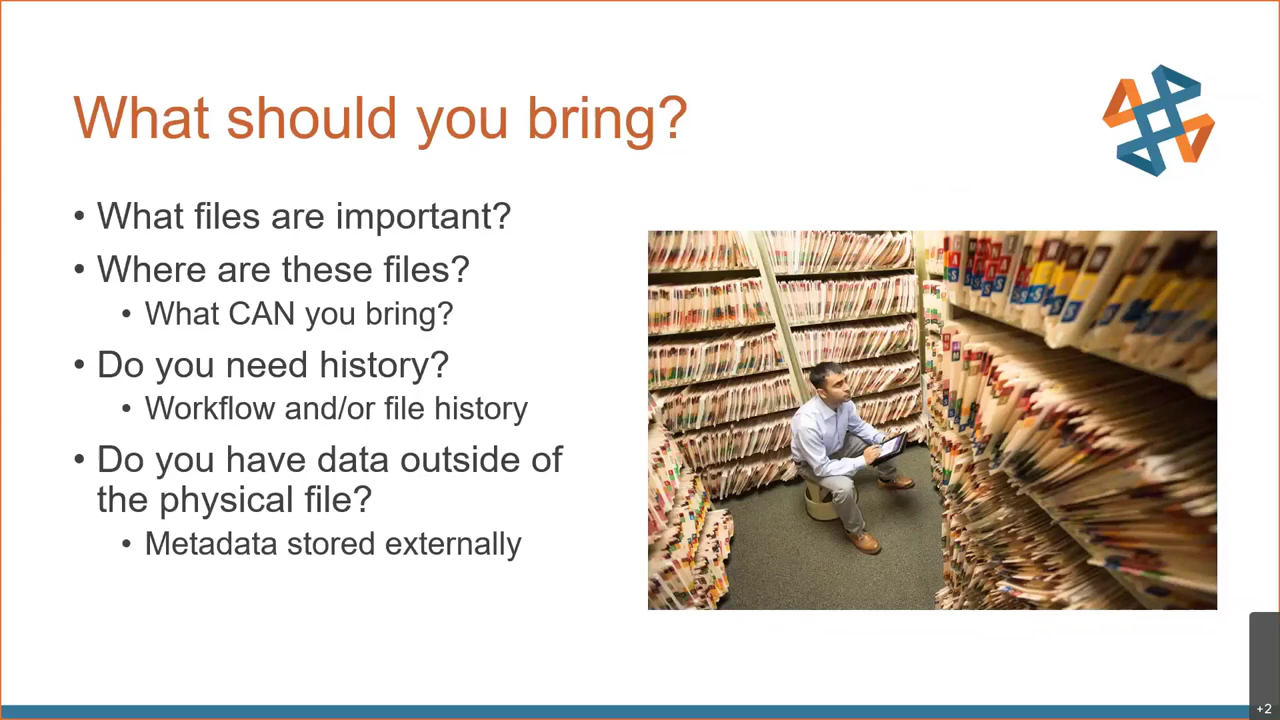 What should you bring?
• What files are important?
• Where are these files?
• What CAN you bring?
• Do you need history?
• Workflow and/or file history
• Do you have data outside of
the physical file?
• Metadata stored externally
+2